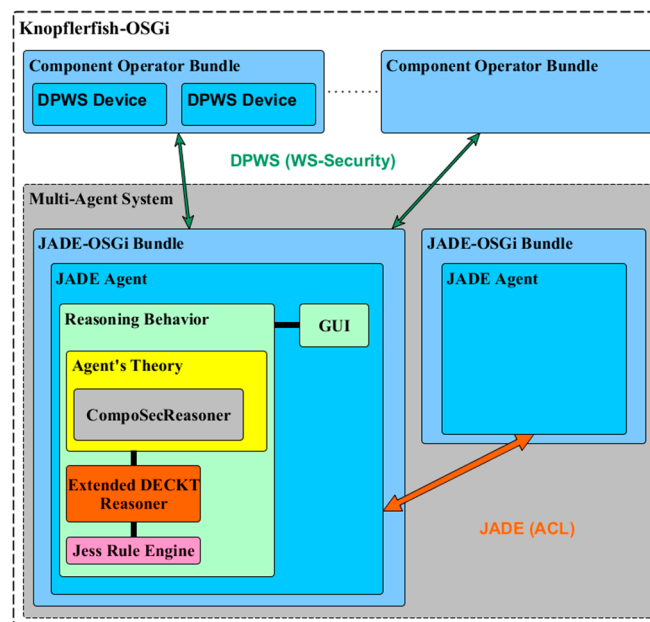 Knopflerfish-OSGi
Component Operator Bundle
DPWS Device
DPWS Device
Component Operator Bundle
DPWS (WS-Security)
Multi-Agent System
JADE-OSGi Bundle
JADE Agent
Reasoning Behavior
GUI
Agent's Theory
CompoSecReasoner
Extended DECKT
Reasoner
Jess Rule Engine
JADE-OSGi Bundle
JADE Agent
JADE (ACL)